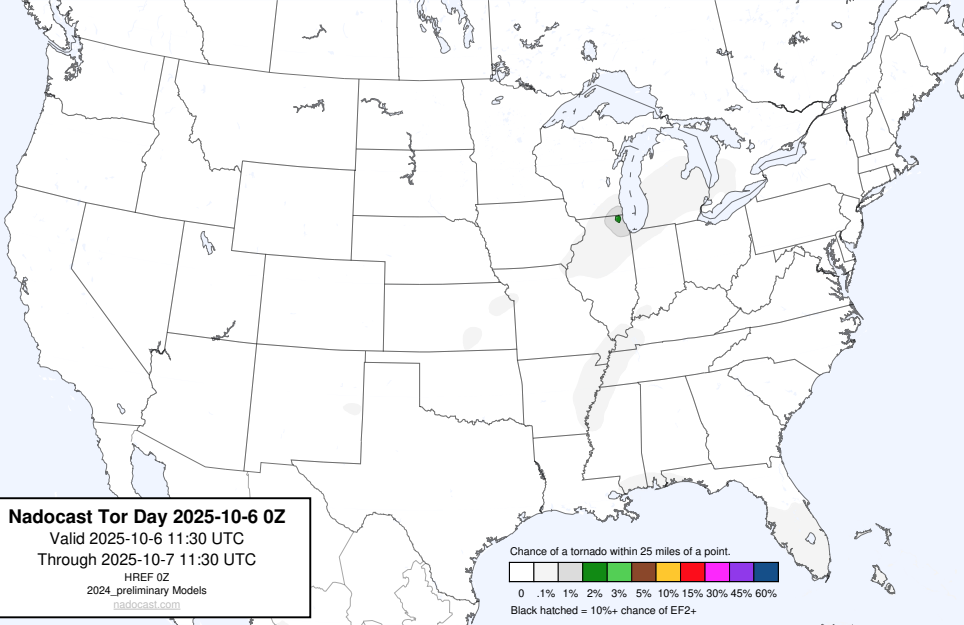 Nadocast Tor Day 2025-10-6 0Z
Valid 2025-10-6 11:30 UTC
Through 2025-10-7 11:30 UTC
HREF 0Z
2024_preliminary Models
nadocast.com
Chance of a tornado within 25 miles of a point.
0 .1% 1% 2% 3% 5% 10% 15% 30% 45% 60%
Black hatched = 10%+ chance of EF2+